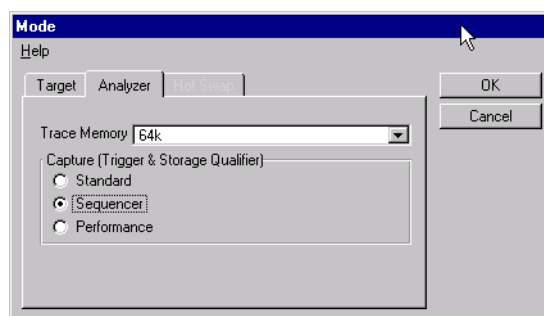 Mode
Help
Target Analyzer Hot Swap
OK
Cancel
Trace Memory 64k
Capture (Trigger & Storage Qualifier)
Standard
Sequencer
Performance